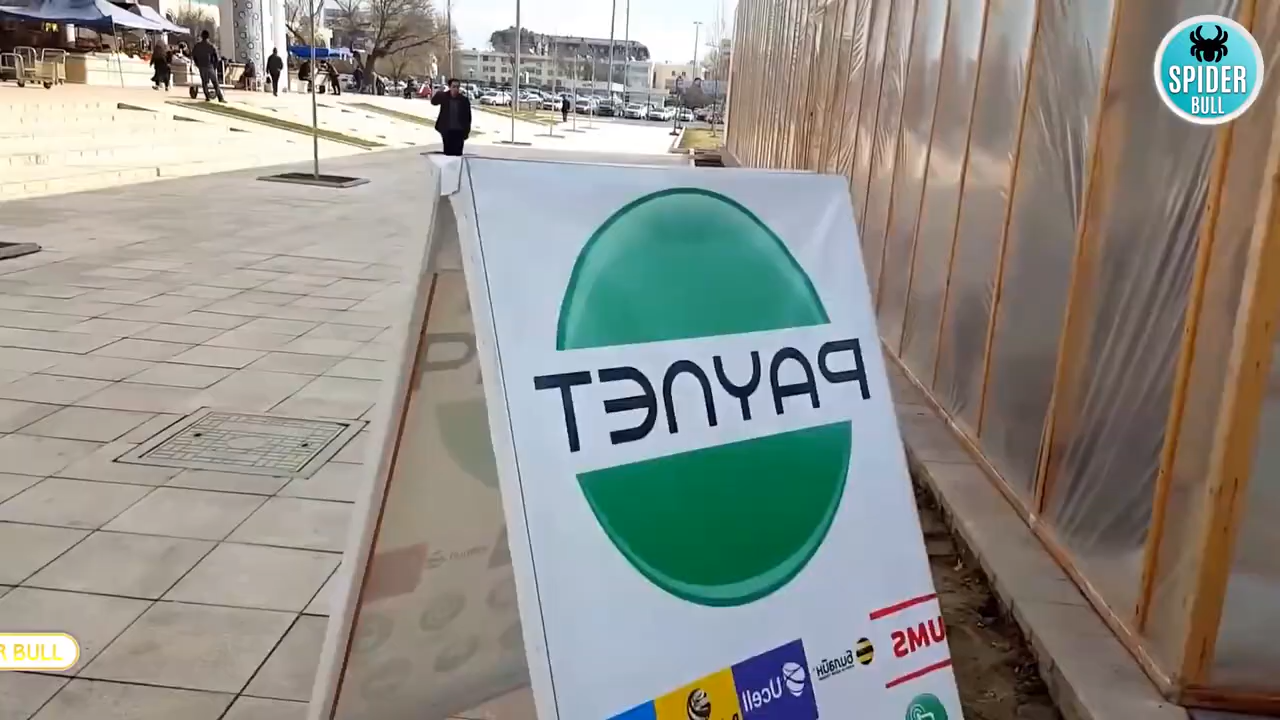 SPIDER
BULL
PAYNET
UMS
Билайн
Ucell
R BULL